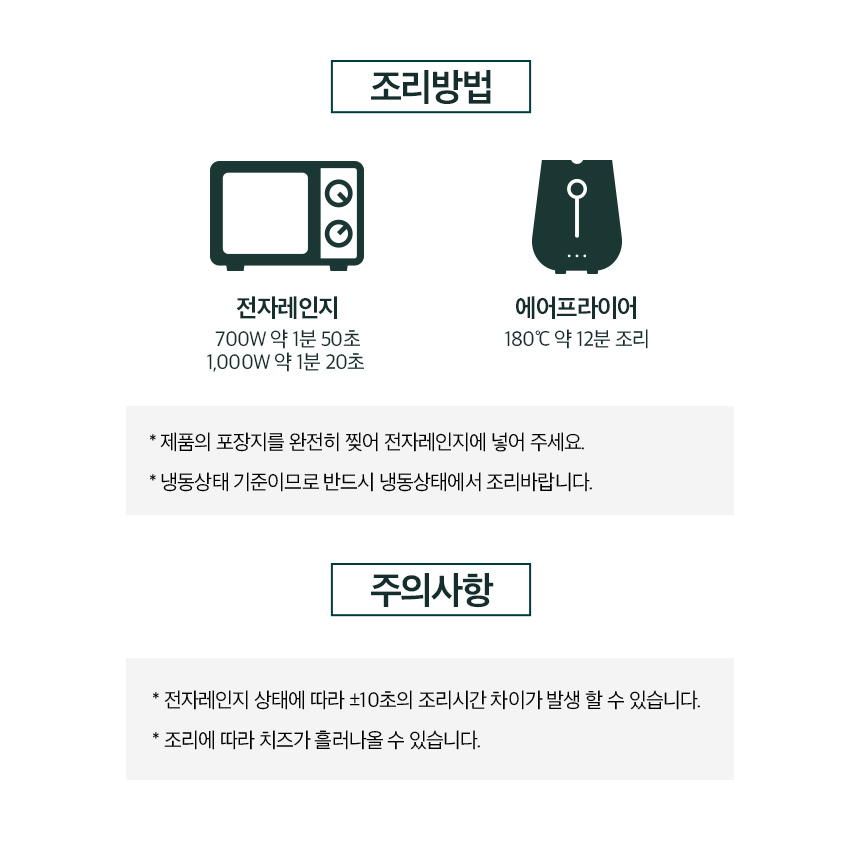 조리방법
전자레인지
700W 약 1분 50초
1,000W 약 1분 20초
에어프라이어
180℃ 약 12분 조리
* 제품의 포장지를 완전히 찢어 전자레인지에 넣어 주세요.
* 냉동상태 기준이므로 반드시 냉동상태에서 조리바랍니다.
주의사항
* 전자레인지 상태에 따라 ±10초의 조리시간 차이가 발생 할 수 있습니다.
* 조리에 따라 치즈가 흘러나올 수 있습니다.